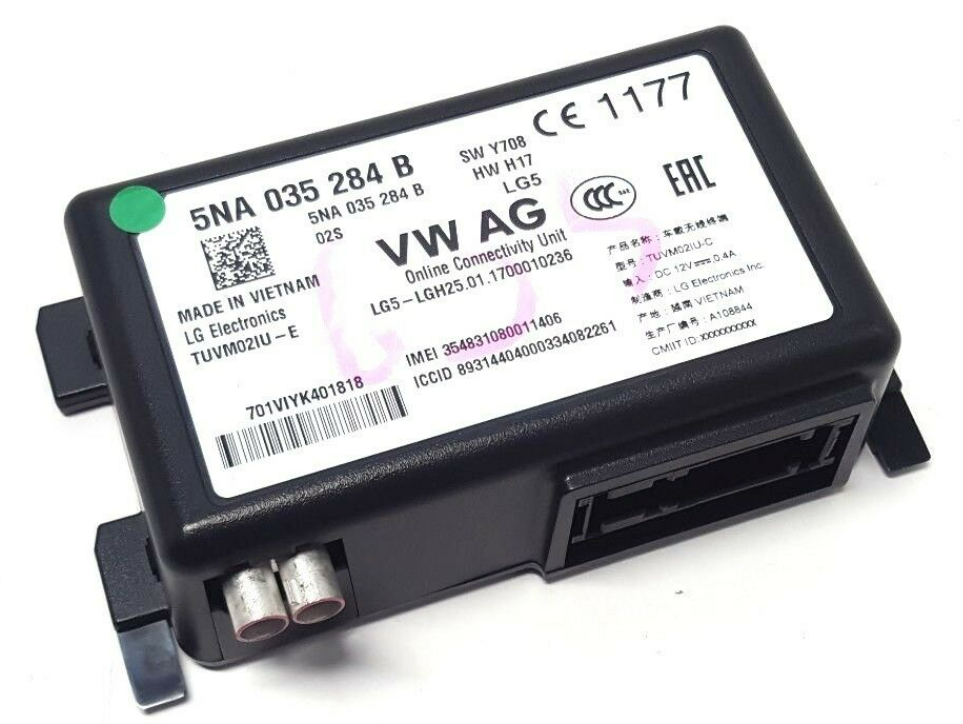 CE 1177
5NA 035 284 B
5NA 035 284 B
02S
SW Y708
HW H17
LG5
VW AG
Online Connectivity Unit
LG5-LGH25.01.1700010236
MADE IN VIETNAM
LG Electronics
TUVM02IU-E
IMEI 354831080011406
ICCID 89314404000334082261
701VIYK401818
CCC
S&E
EAC
产品名称:车载无线终端
型号:TUVM02IU-C
输入:DC 12V 0.4A
制造商:LG Electronics Inc.
产地:越南 VIETNAM
生产厂编号:A108844
CMIIT ID:XXXXXXXXXX